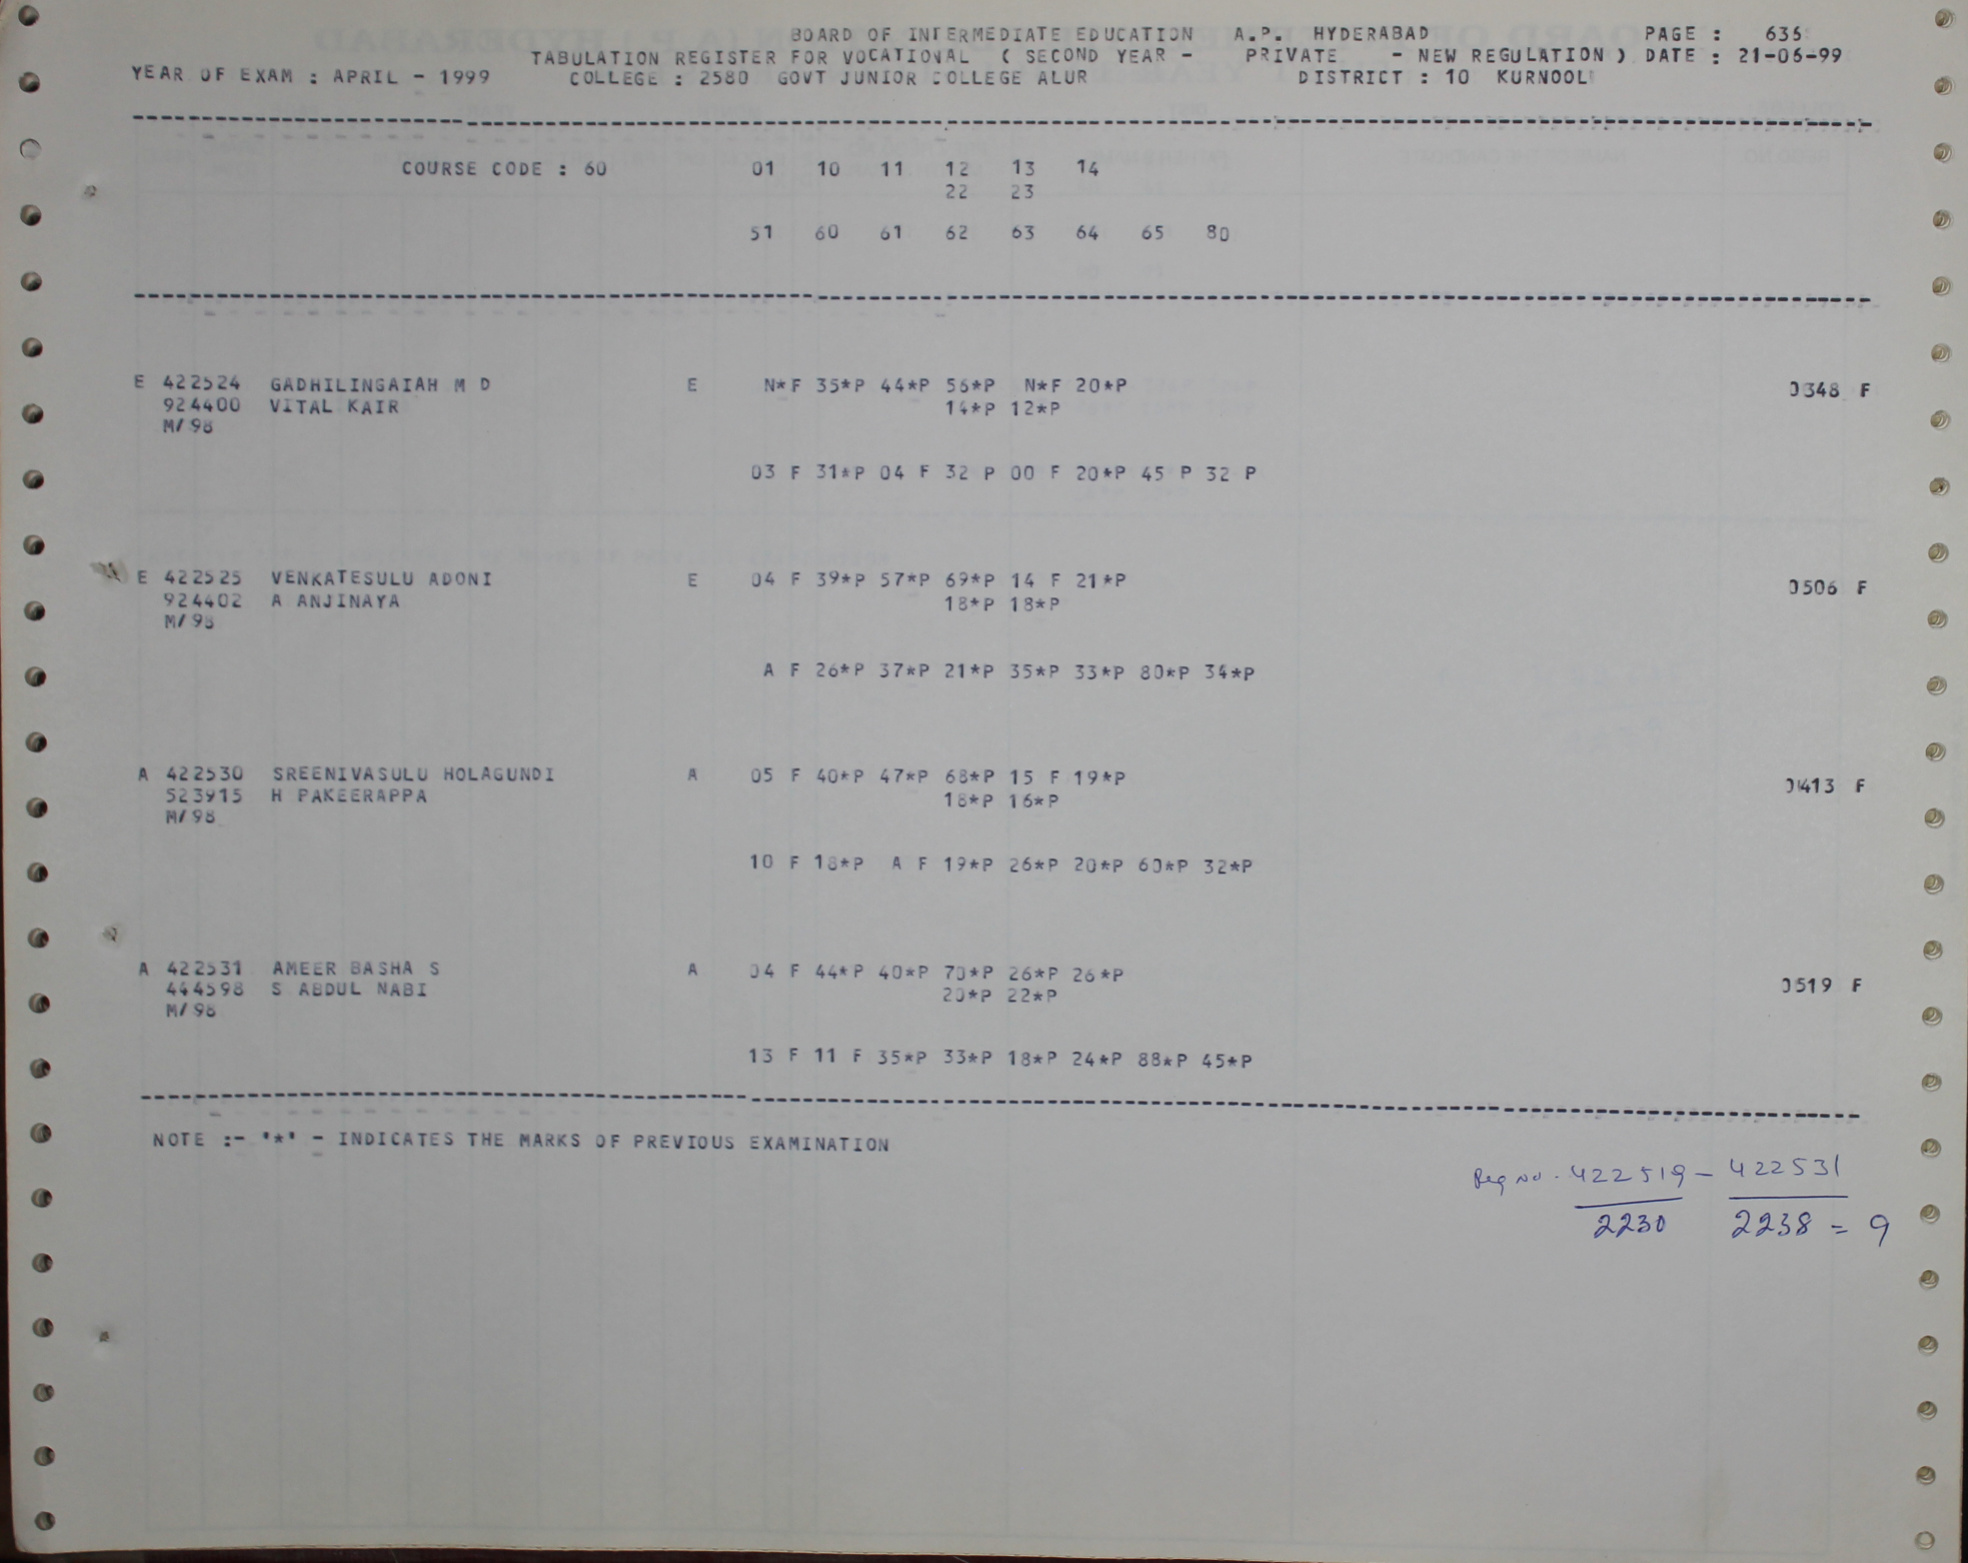 BOARD OF INTERMEDIATE EDUCATION A.P. HYDERABAD PAGE : 636
TABULATION REGISTER FOR VOCATIONAL ( SECOND YEAR - PRIVATE - NEW REGULATION ) DATE : 21-06-99
YEAR OF EXAM : APRIL - 1999 COLLEGE : 2580 GOVT JUNIOR COLLEGE ALUR DISTRICT : 10 KURNOOL
COURSE CODE : 60 01 10 11 12 13 14
22 23
51 60 61 62 63 64 65 80
E 422524 GADHILINGAIAH M D E N*F 35*P 44*P 56*P N*F 20*P 0348 F
924400 VITAL KAIR 14*P 12*P
M/98
03 F 31*P 04 F 32 P 00 F 20*P 45 P 32 P
E 422525 VENKATESULU ADONI E 04 F 39*P 57*P 69*P 14 F 21*P 0506 F
924402 A ANJINAYA 18*P 18*P
M/98
A F 26*P 37*P 21*P 35*P 33*P 80*P 34*P
A 422530 SREENIVASULU HOLAGUNDI A 05 F 40*P 47*P 68*P 15 F 19*P 0413 F
523915 H PAKEERAPPA 18*P 16*P
M/98
10 F 18*P A F 19*P 26*P 20*P 60*P 32*P
A 422531 AMEER BASHA S A 04 F 44*P 40*P 70*P 26*P 26*P 0519 F
444598 S ABDUL NABI 20*P 22*P
M/98
13 F 11 F 35*P 33*P 18*P 24*P 88*P 45*P
NOTE :- '*' - INDICATES THE MARKS OF PREVIOUS EXAMINATION
Reg No. 422519 - 422531
2230 2238 = 9